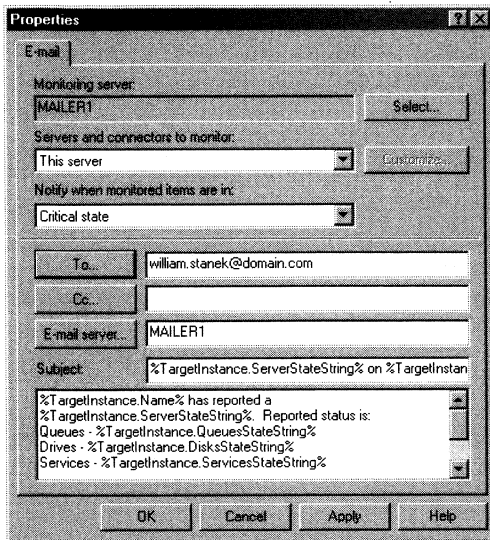 Properties
E-mail
Monitoring server:
MAILER1
Select...
Servers and connectors to monitor:
This server
Customize...
Notify when monitored items are in:
Critical state
To...
william.stanek@domain.com
Cc...
E-mail server...
MAILER1
Subject:
%TargetInstance.ServerStateString% on %TargetInstan
%TargetInstance.Name% has reported a
%TargetInstance.ServerStateString%. Reported status is:
Queues - %TargetInstance.QueuesStateString%
Drives - %TargetInstance.DisksStateString%
Services - %TargetInstance.ServicesStateString%
OK
Cancel
Apply
Help